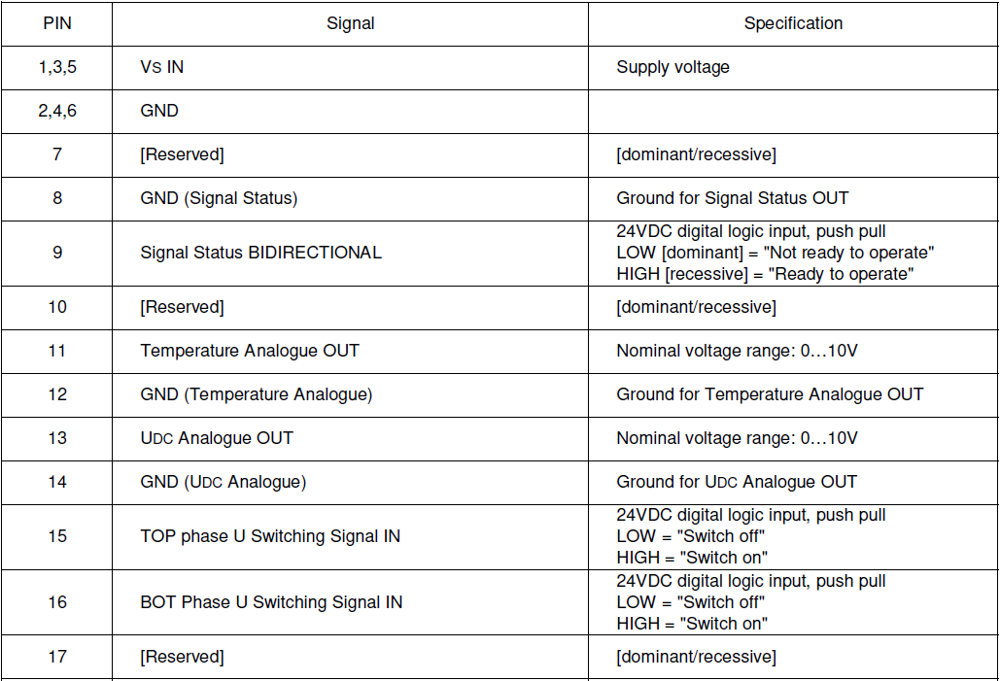 PIN Signal Specification
1,3,5 VS IN Supply voltage
2,4,6 GND
7 [Reserved] [dominant/recessive]
8 GND (Signal Status) Ground for Signal Status OUT
9 Signal Status BIDIRECTIONAL 24VDC digital logic input, push pull
LOW [dominant] = "Not ready to operate"
HIGH [recessive] = "Ready to operate"
10 [Reserved] [dominant/recessive]
11 Temperature Analogue OUT Nominal voltage range: 0…10V
12 GND (Temperature Analogue) Ground for Temperature Analogue OUT
13 UDC Analogue OUT Nominal voltage range: 0…10V
14 GND (UDC Analogue) Ground for UDC Analogue OUT
15 TOP phase U Switching Signal IN 24VDC digital logic input, push pull
LOW = "Switch off"
HIGH = "Switch on"
16 BOT Phase U Switching Signal IN 24VDC digital logic input, push pull
LOW = "Switch off"
HIGH = "Switch on"
17 [Reserved] [dominant/recessive]